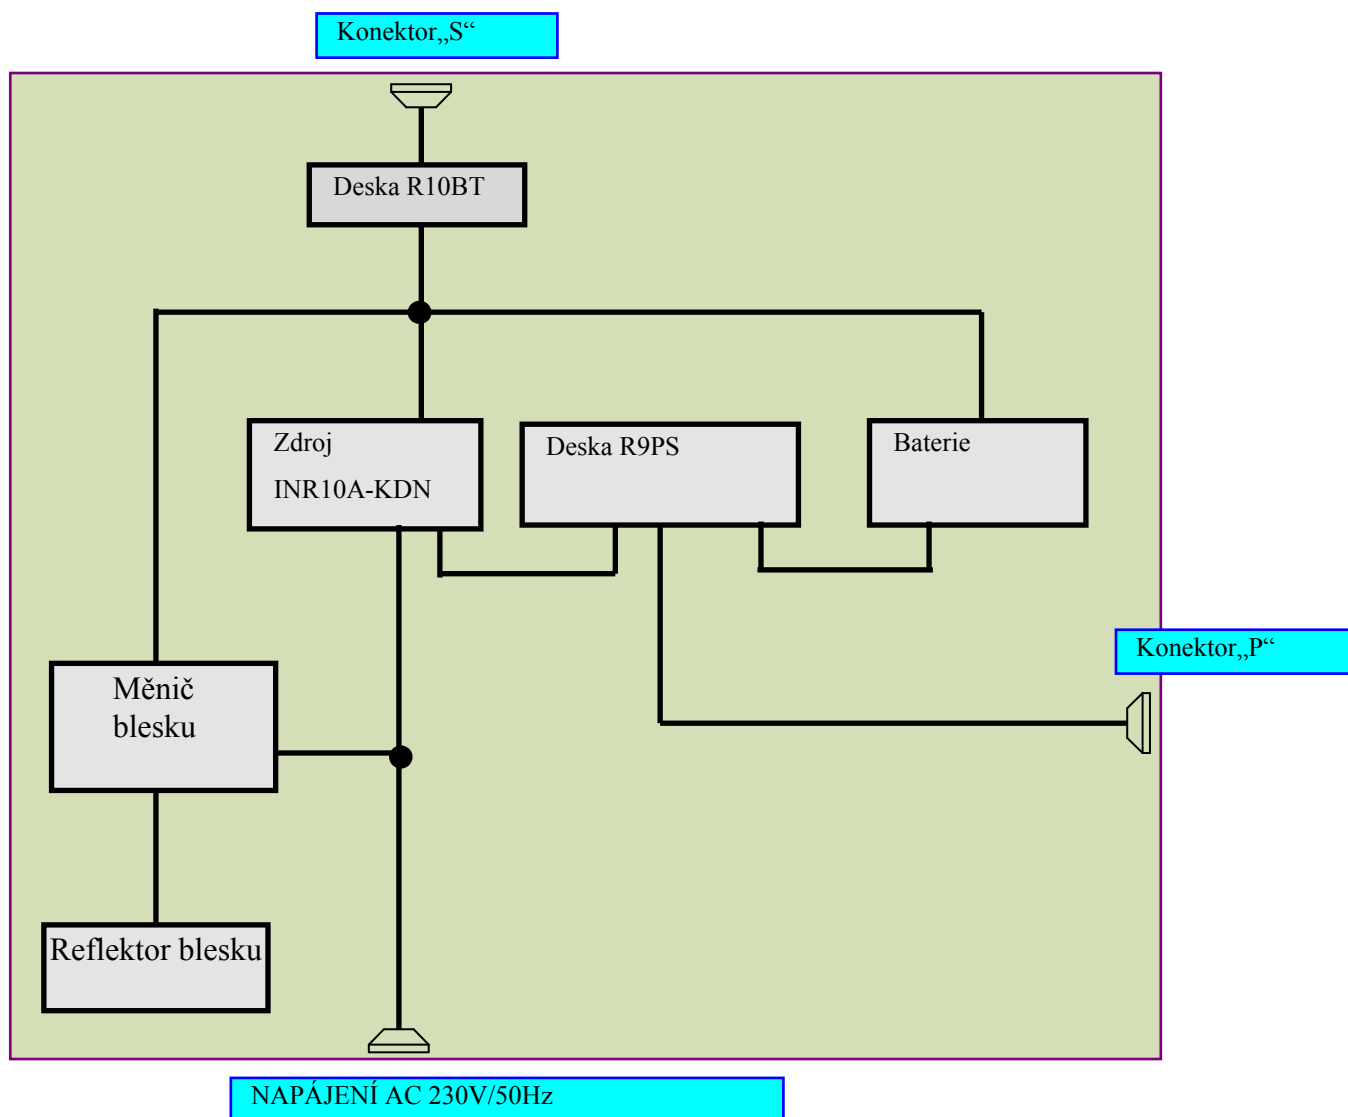 Konektor„S“
Deska R10BT
Zdroj
INR10A-KDN
Deska R9PS
Baterie
Konektor„P“
Měnič
blesku
Reflektor blesku
NAPÁJENÍ AC 230V/50Hz